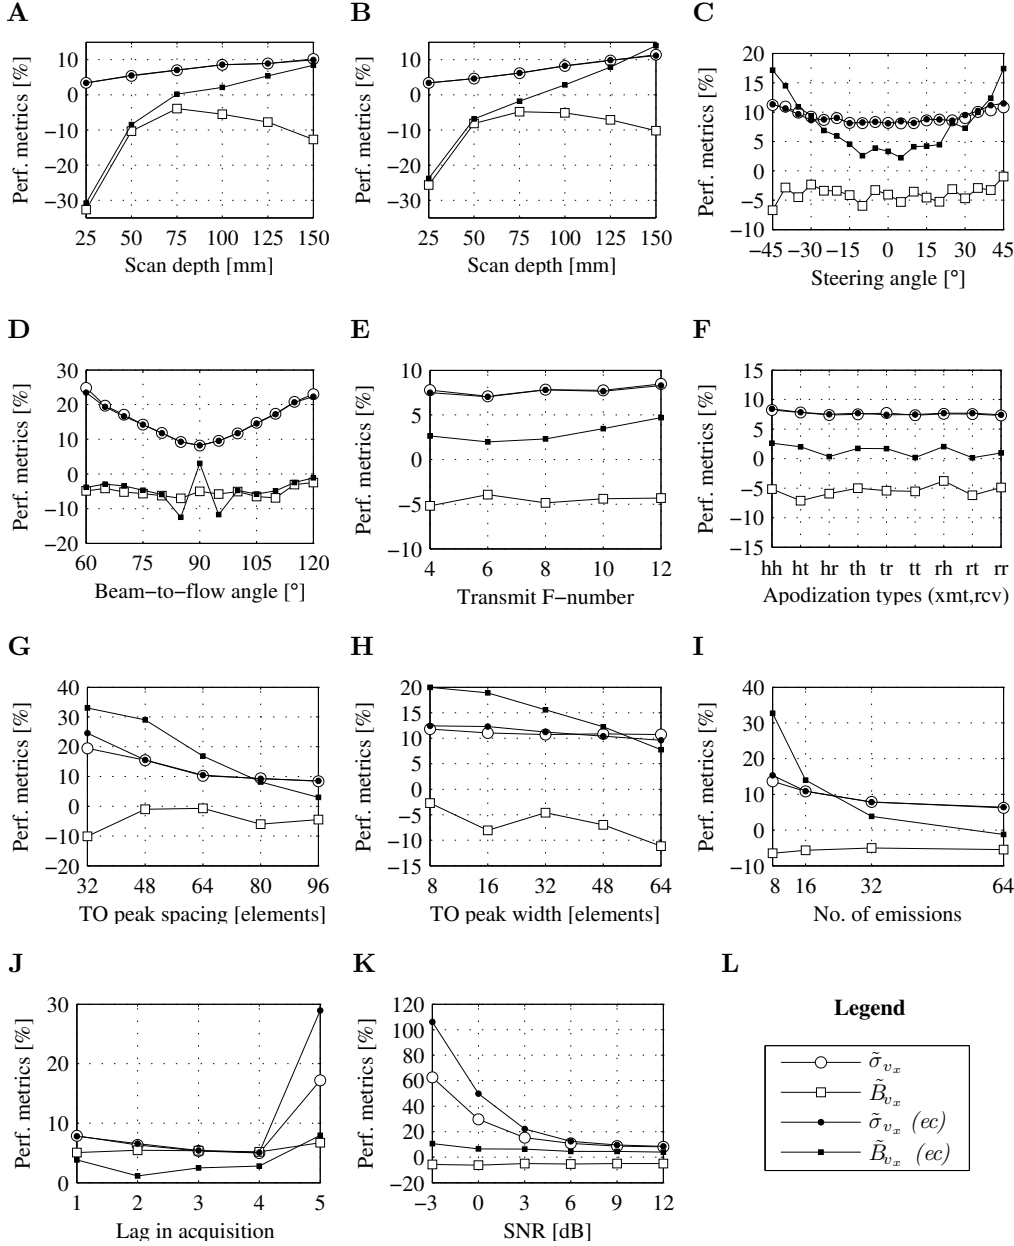 A
B
C
Perf. metrics [%]
10
0
−10
−20
−30
25 50 75 100 125 150
Scan depth [mm]
Perf. metrics [%]
10
0
−10
−20
−30
25 50 75 100 125 150
Scan depth [mm]
Perf. metrics [%]
20
15
10
5
0
−5
−10
−45 −30 −15 0 15 30 45
Steering angle [°]
D
E
F
Perf. metrics [%]
30
20
10
0
−10
−20
60 75 90 105 120
Beam−to−flow angle [°]
Perf. metrics [%]
10
5
0
−5
−10
4 6 8 10 12
Transmit F−number
Perf. metrics [%]
15
10
5
0
−5
−10
−15
hh ht hr th tr tt rh rt rr
Apodization types (xmt,rcv)
G
H
I
Perf. metrics [%]
40
30
20
10
0
−10
−20
32 48 64 80 96
TO peak spacing [elements]
Perf. metrics [%]
20
15
10
5
0
−5
−10
−15
8 16 32 48 64
TO peak width [elements]
Perf. metrics [%]
40
30
20
10
0
−10
8 16 32 64
No. of emissions
J
K
L
Perf. metrics [%]
30
20
10
0
1 2 3 4 5
Lag in acquisition
Perf. metrics [%]
120
100
80
60
40
20
0
−20
−3 0 3 6 9 12
SNR [dB]
Legend
σ̃vₓ
B̃vₓ
σ̃vₓ (ec)
B̃vₓ (ec)